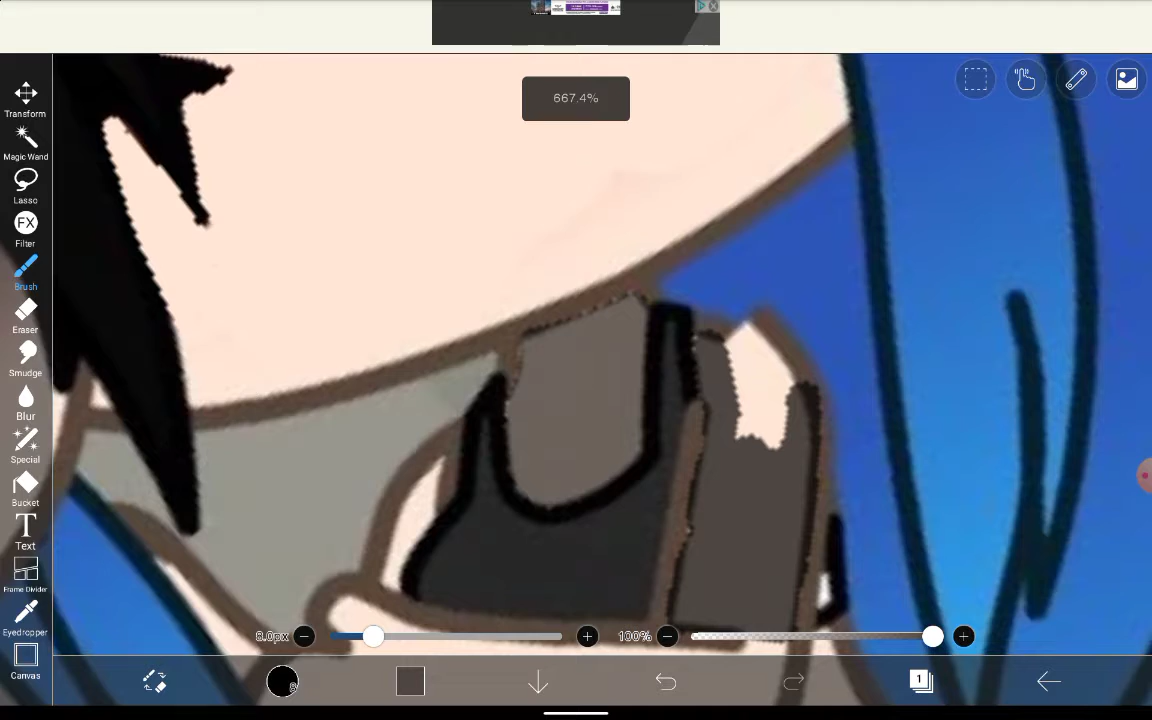 667.4%
Transform
Magic Wand
Lasso
FX
Filter
Brush
Eraser
Smudge
Blur
Special
Bucket
T
Text
Frame Divider
Eyedropper
Canvas
8.0px
100%
1